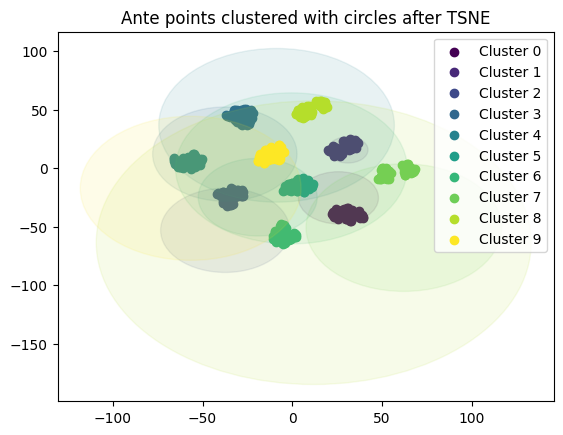 Ante points clustered with circles after TSNE
100
50
0
−50
−100
−150
−100
−50
0
50
100
Cluster 0
Cluster 1
Cluster 2
Cluster 3
Cluster 4
Cluster 5
Cluster 6
Cluster 7
Cluster 8
Cluster 9